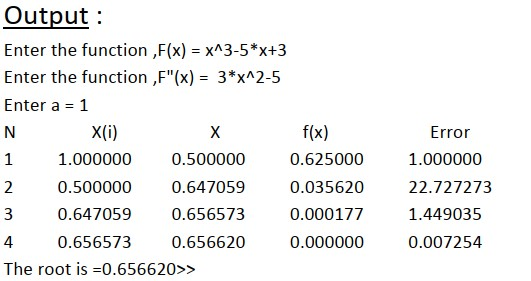 Output :
Enter the function ,F(x) = x^3-5*x+3
Enter the function ,F"(x) = 3*x^2-5
Enter a = 1
N X(i) X f(x) Error
1 1.000000 0.500000 0.625000 1.000000
2 0.500000 0.647059 0.035620 22.727273
3 0.647059 0.656573 0.000177 1.449035
4 0.656573 0.656620 0.000000 0.007254
The root is =0.656620>>